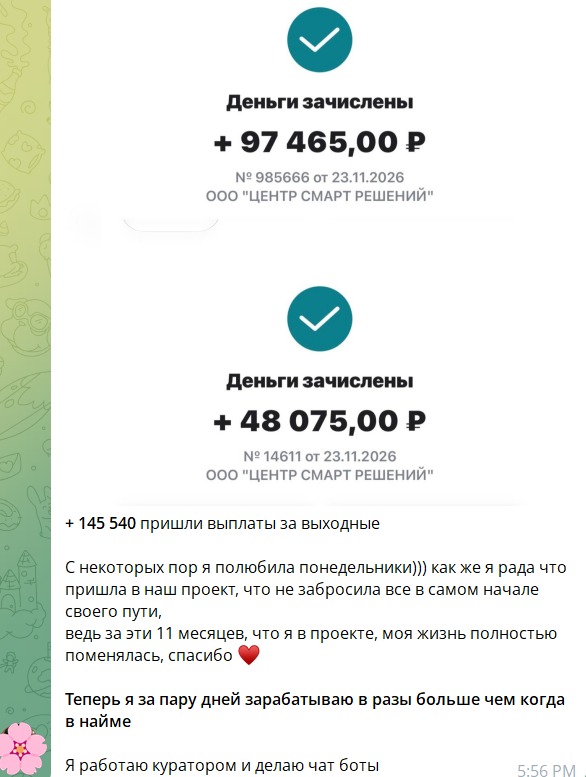 Деньги зачислены
+ 97 465,00 ₽
№ 985666 от 23.11.2026
ООО "ЦЕНТР СМАРТ РЕШЕНИЙ"
Деньги зачислены
+ 48 075,00 ₽
№ 14611 от 23.11.2026
ООО "ЦЕНТР СМАРТ РЕШЕНИЙ"
+ 145 540 пришли выплаты за выходные
С некоторых пор я полюбила понедельники))) как же я рада что
пришла в наш проект, что не забросила все в самом начале
своего пути,
ведь за эти 11 месяцев, что я в проекте, моя жизнь полностью
поменялась, спасибо ❤️
Теперь я за пару дней зарабатываю в разы больше чем когда
в найме
Я работаю куратором и делаю чат боты
5:56 PM